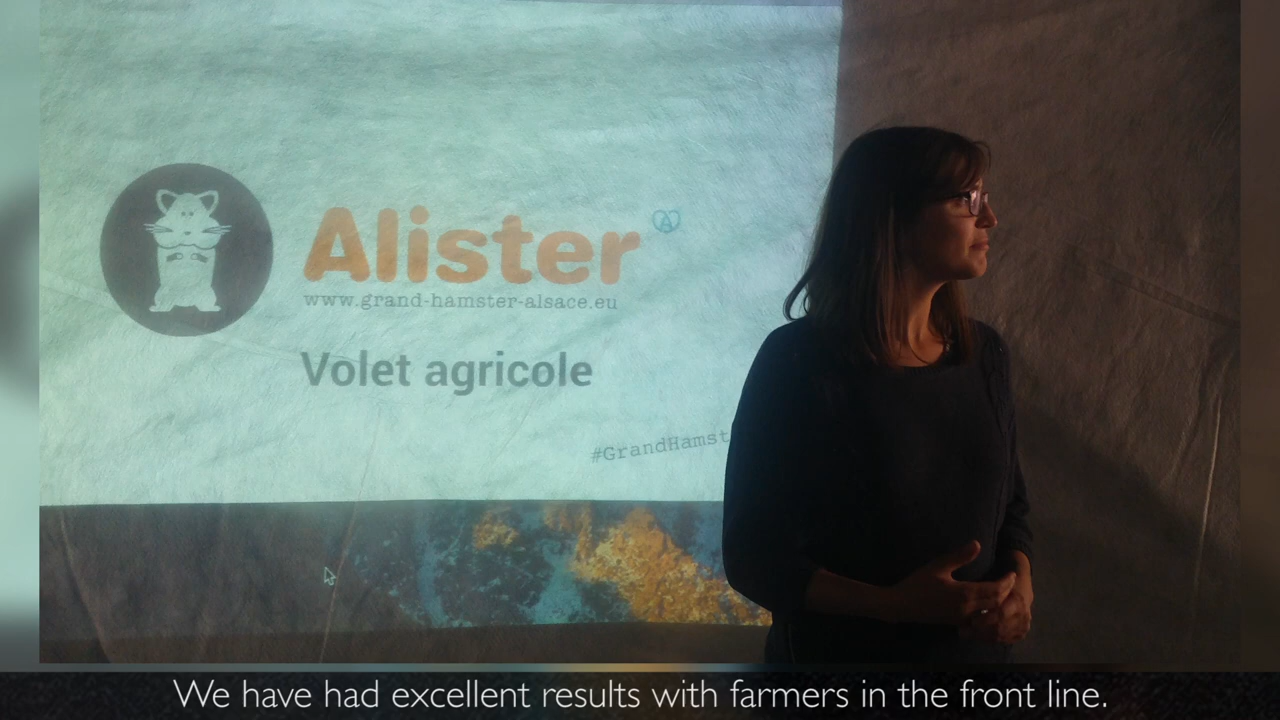 Alister
www.grand-hamster-alsace.eu
Volet agricole
#GrandHamst
We have had excellent results with farmers in the front line.